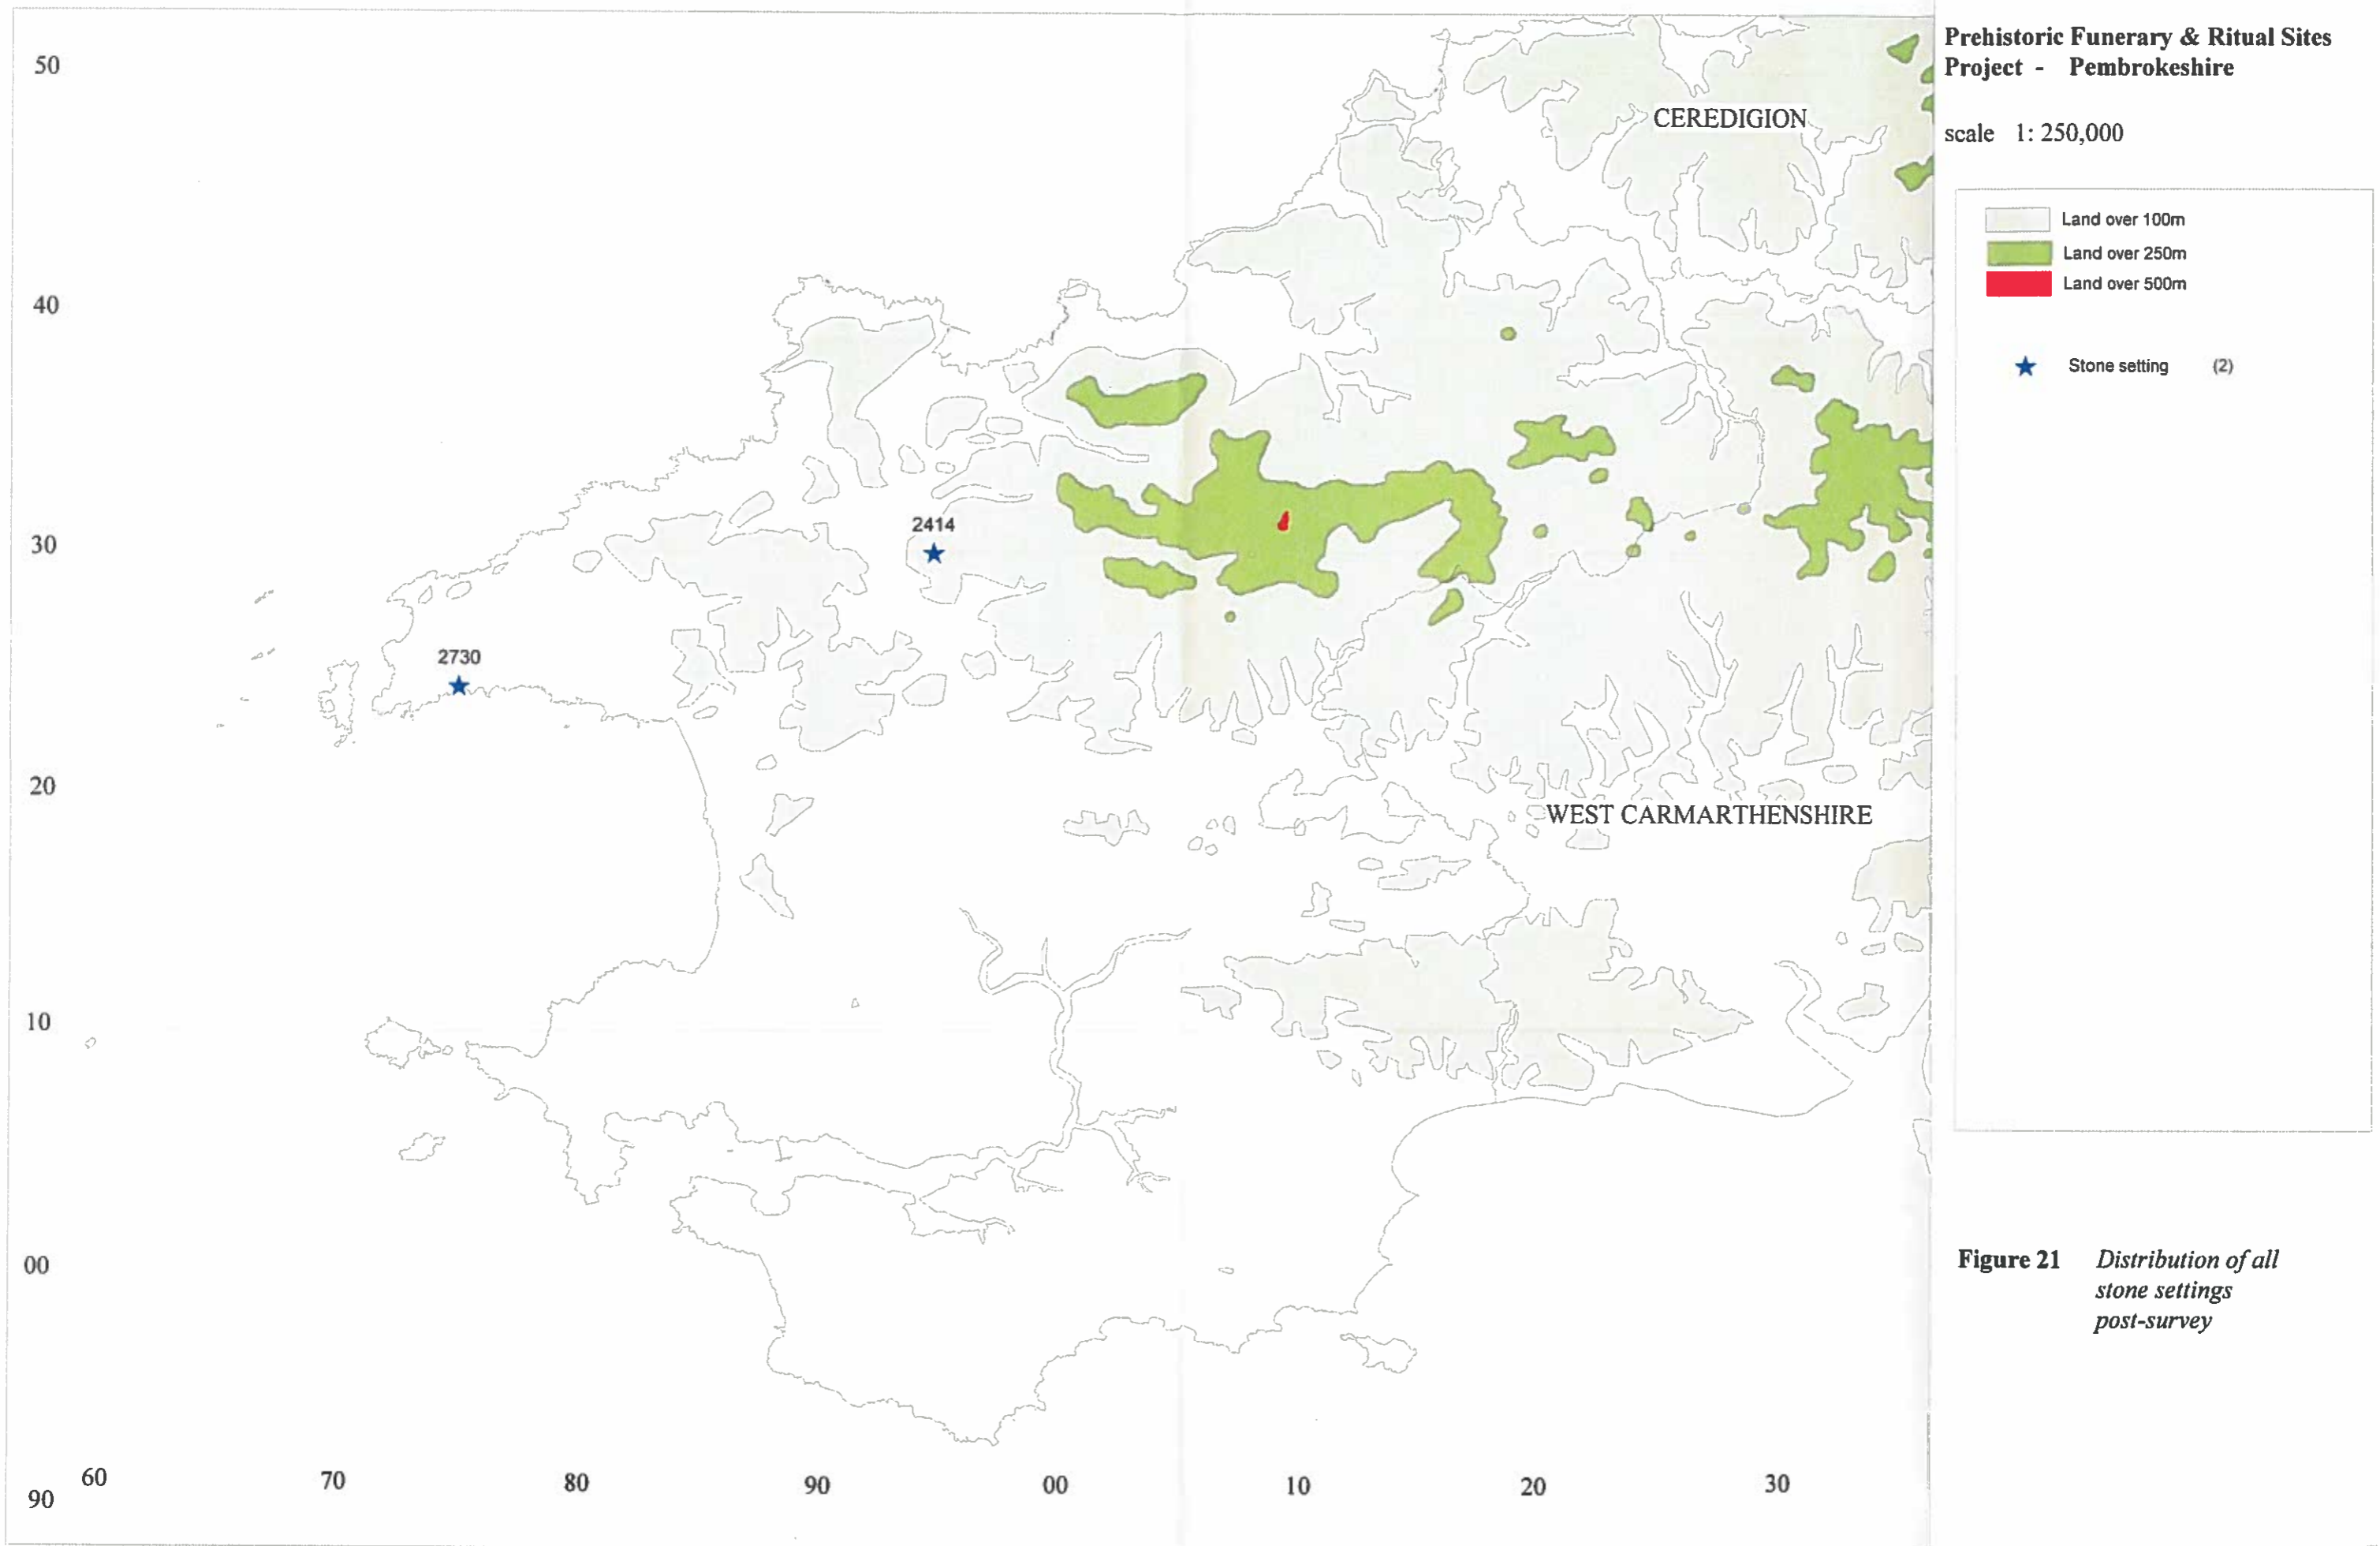 Prehistoric Funerary & Ritual Sites
Project - Pembrokeshire
scale 1: 250,000
Land over 100m
Land over 250m
Land over 500m
Stone setting (2)
50
CEREDIGION
40
2414
30
2730
20
WEST CARMARTHENSHIRE
10
00
Figure 21 Distribution of all
stone settings
post-survey
60 70 80 90 00 10 20 30
90